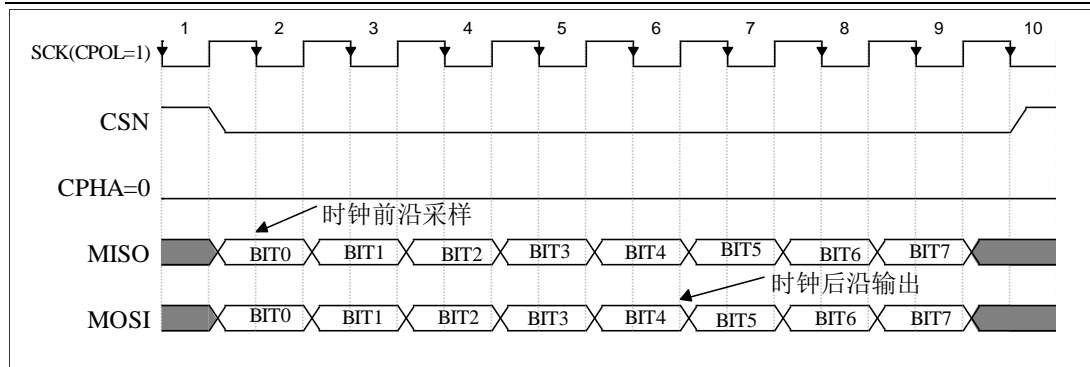 1 2 3 4 5 6 7 8 9 10
SCK(CPOL=1)
CSN
CPHA=0
时钟前沿采样
MISO BIT0 BIT1 BIT2 BIT3 BIT4 BIT5 BIT6 BIT7
时钟后沿输出
MOSI BIT0 BIT1 BIT2 BIT3 BIT4 BIT5 BIT6 BIT7